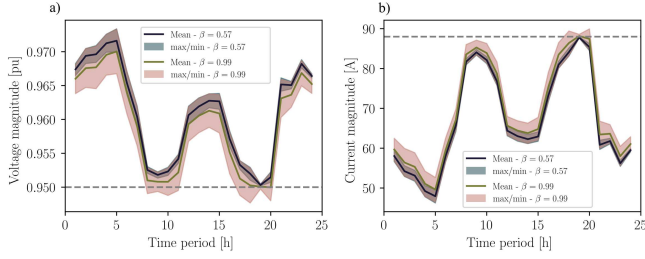 a)
b)
Voltage magnitude [pu]
0.970
0.965
0.960
0.955
0.950
Mean - β = 0.57
max/min - β = 0.57
Mean - β = 0.99
max/min - β = 0.99
0
5
10
15
20
25
Time period [h]
Current magnitude [A]
90
80
70
60
50
Mean - β = 0.57
max/min - β = 0.57
Mean - β = 0.99
max/min - β = 0.99
0
5
10
15
20
25
Time period [h]